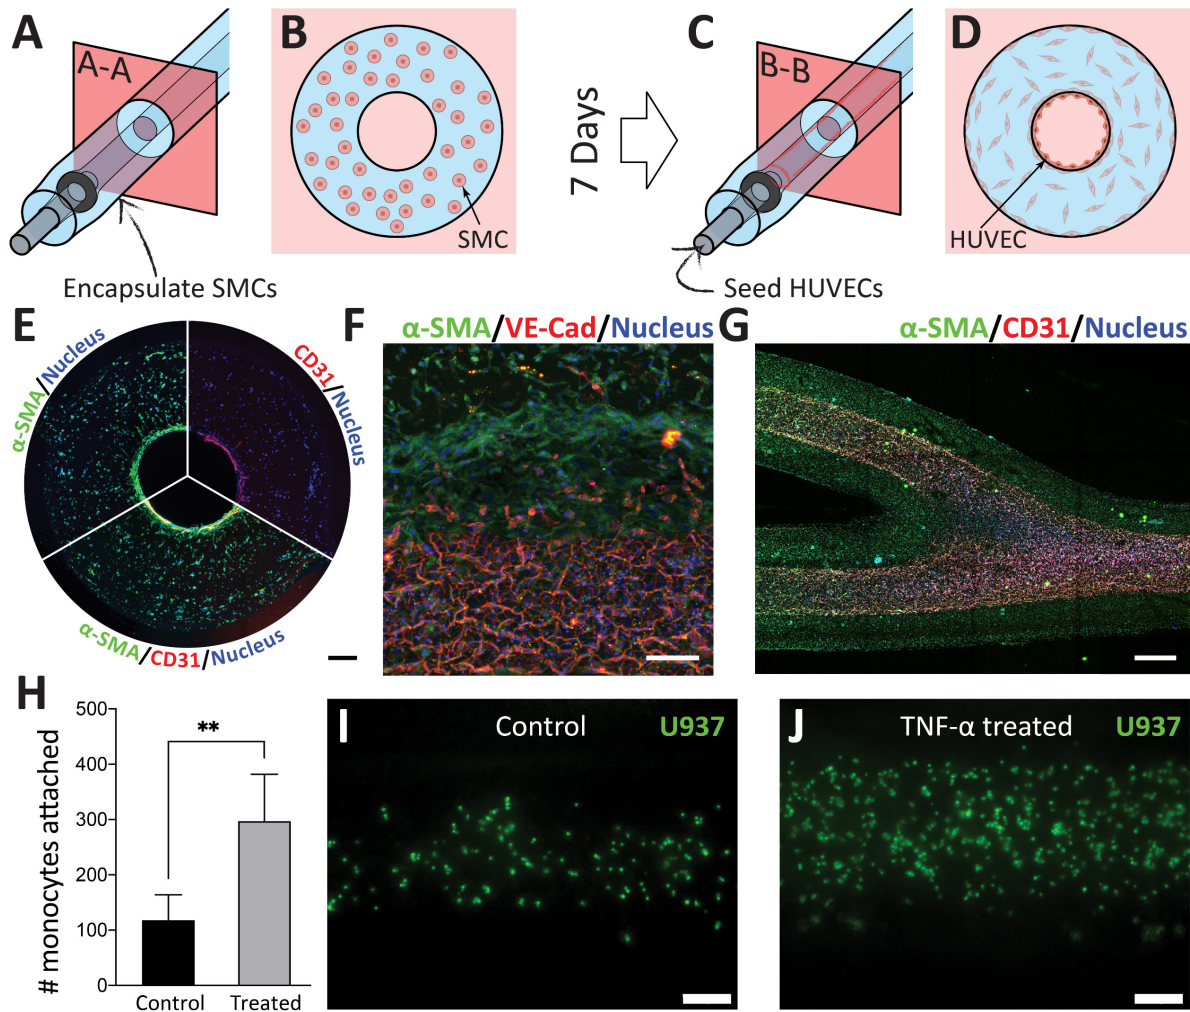 A
A-A
Encapsulate SMCs
B
SMC
7 Days
C
B-B
Seed HUVECs
D
HUVEC
E
α-SMA/Nucleus
CD31/Nucleus
α-SMA/CD31/Nucleus
F
α-SMA/VE-Cad/Nucleus
G
α-SMA/CD31/Nucleus
H
# monocytes attached
500
400
300
200
100
0
**
Control
Treated
I
Control
U937
J
TNF-α treated
U937